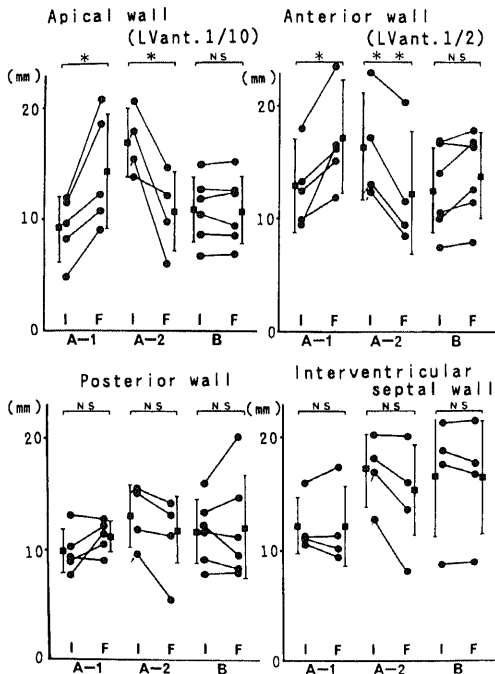 Apical wall
(LVant. 1/10)
(mm)
*
*
NS
20
10
0
I F I F I F
A-1 A-2 B
Anterior wall
(LVant. 1/2)
(mm)
*
* *
NS
20
10
0
I F I F I F
A-1 A-2 B
Posterior wall
(mm)
NS
NS
NS
20
10
0
I F I F I F
A-1 A-2 B
Interventricular
septal wall
(mm)
NS
NS
NS
20
10
0
I F I F I F
A-1 A-2 B